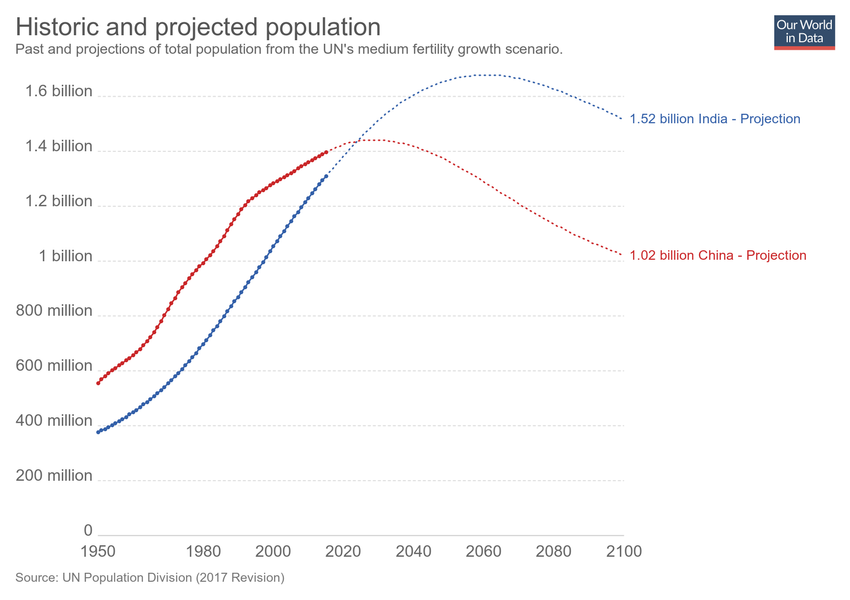 Historic and projected population
Our World
in Data
Past and projections of total population from the UN's medium fertility growth scenario.
1.6 billion
1.52 billion India - Projection
1.4 billion
1.2 billion
1 billion
1.02 billion China - Projection
800 million
600 million
400 million
200 million
0
1950 1980 2000 2020 2040 2060 2080 2100
Source: UN Population Division (2017 Revision)